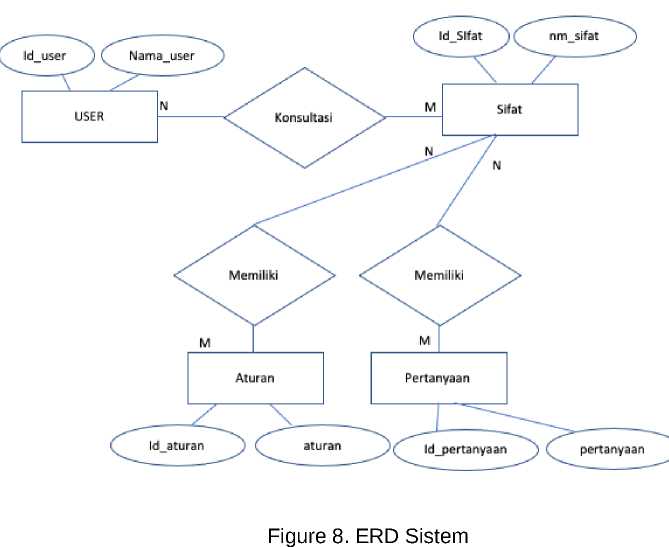 Id_SIfat
nm_sifat
Id_user
Nama_user
N
M
USER
Konsultasi
Sifat
N
N
Memiliki
Memiliki
M
M
Aturan
Pertanyaan
Id_aturan
aturan
Id_pertanyaan
pertanyaan
Figure 8. ERD Sistem